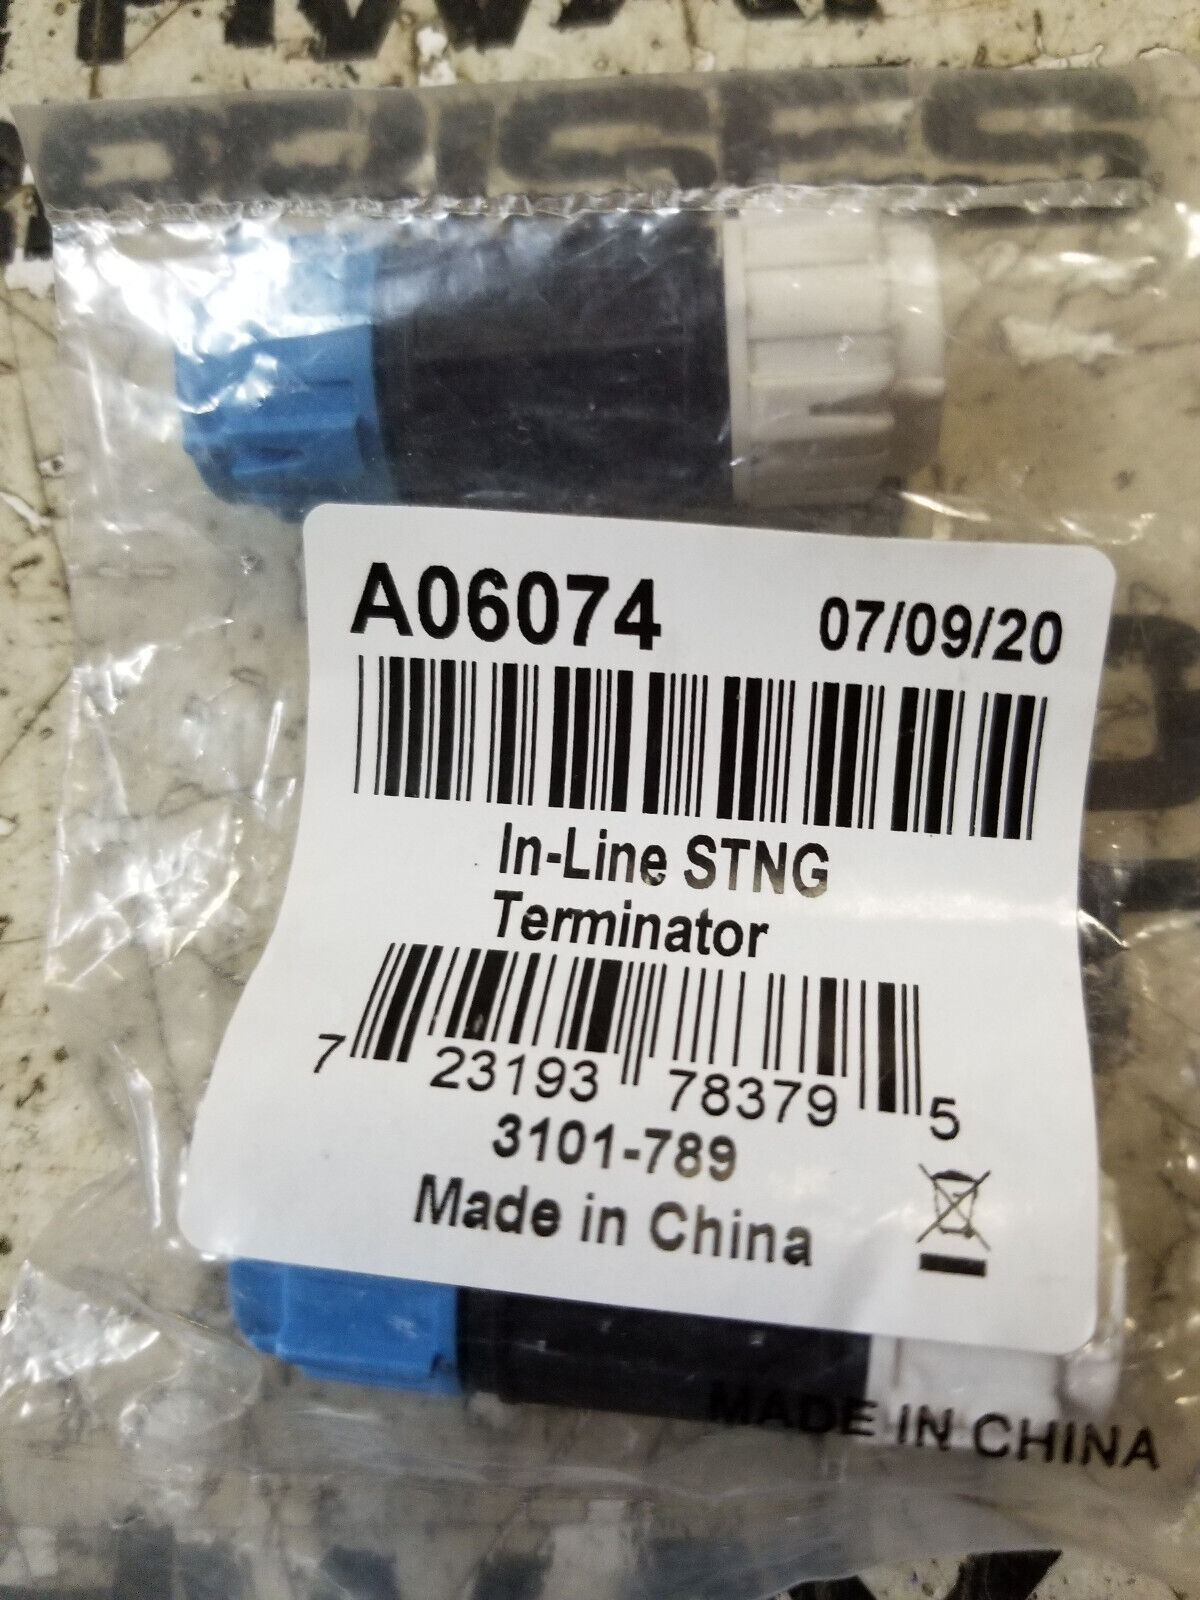 A06074 07/09/20
In-Line STNG
Terminator
7 23193 78379 5
3101-789
Made in China
MADE IN CHINA